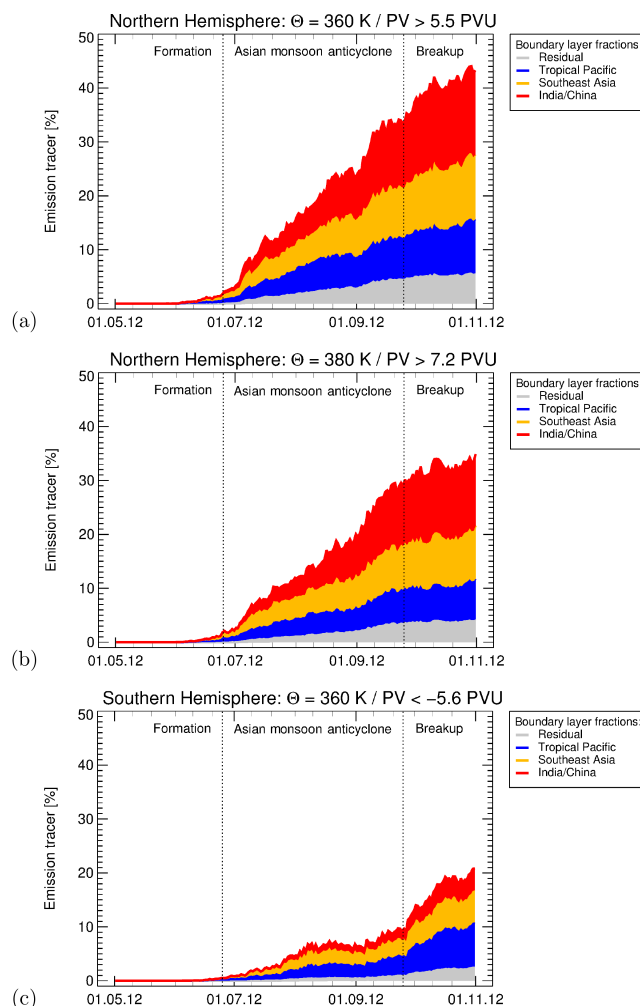 Northern Hemisphere: Θ = 360 K / PV > 5.5 PVU
50
40
30
20
10
0
Emission tracer [%]
Formation
Asian monsoon anticyclone
Breakup
01.05.12
01.07.12
01.09.12
01.11.12
Boundary layer fractions
Residual
Tropical Pacific
Southeast Asia
India/China
(a)
Northern Hemisphere: Θ = 380 K / PV > 7.2 PVU
50
40
30
20
10
0
Emission tracer [%]
Formation
Asian monsoon anticyclone
Breakup
01.05.12
01.07.12
01.09.12
01.11.12
Boundary layer fractions
Residual
Tropical Pacific
Southeast Asia
India/China
(b)
Southern Hemisphere: Θ = 360 K / PV < −5.6 PVU
50
40
30
20
10
0
Emission tracer [%]
Formation
Asian monsoon anticyclone
Breakup
01.05.12
01.07.12
01.09.12
01.11.12
Boundary layer fractions:
Residual
Tropical Pacific
Southeast Asia
India/China
(c)